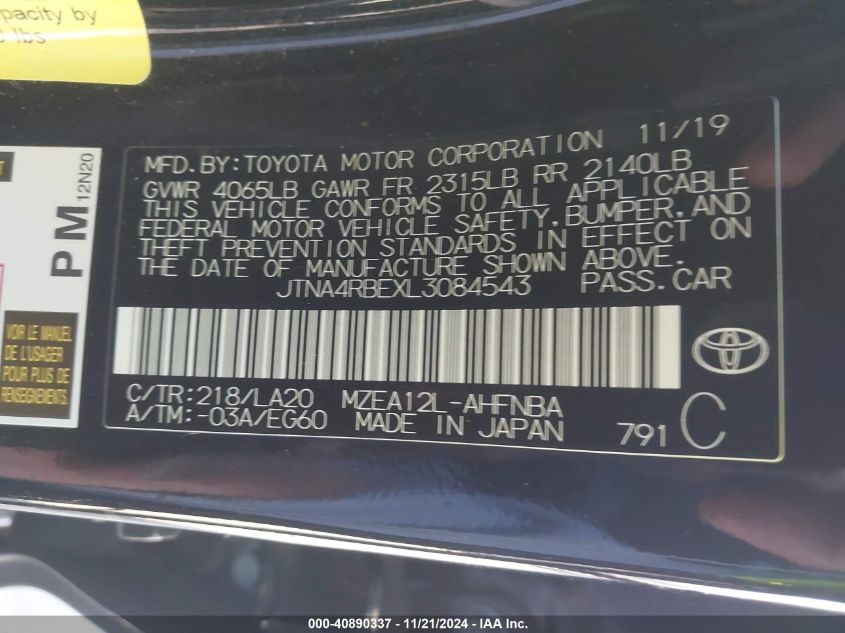 pacity by
lbs
PM
12N20
VOIR LE MANUEL
DE L'USAGER
POUR PLUS DE
RENSEIGNEMENTS
MFD.BY:TOYOTA MOTOR CORPORATION 11/19
GVWR 4065LB GAWR FR 2315LB RR 2140LB
THIS VEHICLE CONFORMS TO ALL APPLICABLE
FEDERAL MOTOR VEHICLE SAFETY,BUMPER,AND
THEFT PREVENTION STANDARDS IN EFFECT ON
THE DATE OF MANUFACTURE SHOWN ABOVE.
JTNA4RBEXL3084543 PASS.CAR
C/TR:218/LA20 MZEA12L-AHFNBA
A/TM:-03A/EG60 MADE IN JAPAN 791 C
000-40890337 - 11/21/2024 - IAAI.com